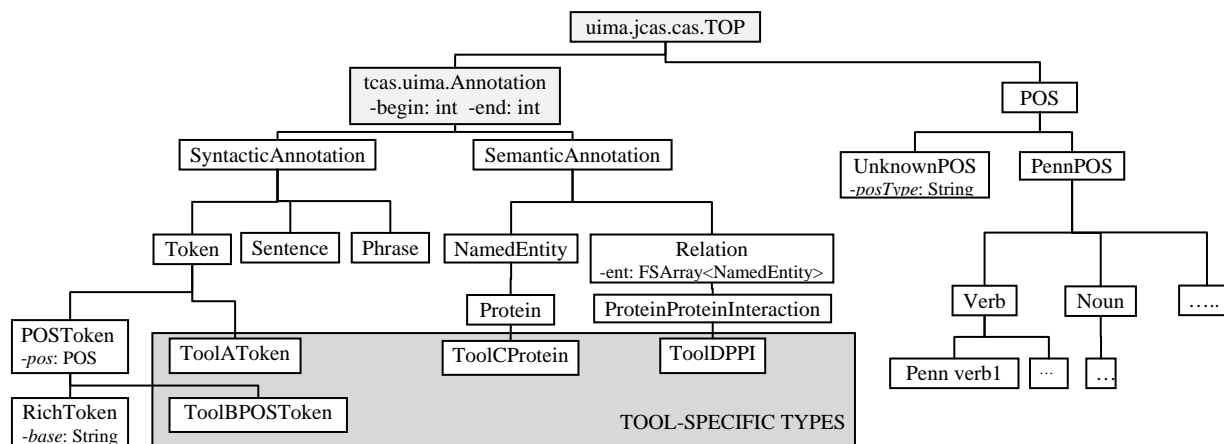 uima.jcas.cas.TOP
tcas.uima.Annotation
-begin: int  -end: int
POS
SyntacticAnnotation
SemanticAnnotation
UnknownPOS
-posType: String
PennPOS
Token
Sentence
Phrase
NamedEntity
Relation
-ent: FSArray<NamedEntity>
Verb
Noun
…..
Protein
ProteinProteinInteraction
POSToken
-pos: POS
ToolAToken
ToolCProtein
ToolDPPI
Penn verb1
...
...
RichToken
-base: String
ToolBPOSToken
TOOL-SPECIFIC TYPES